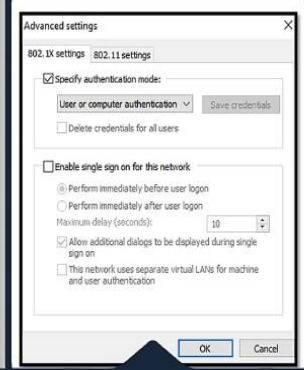 Advanced settings
802.1X settings 802.11 settings
Specify authentication mode:
User or computer authentication Save credentials
Delete credentials for all users
Enable single sign on for this network
Perform immediately before user logon
Perform immediately after user logon
Maximum delay (seconds): 10
Allow additional dialogs to be displayed during single
sign on
This network uses separate virtual LANs for machine
and user authentication
OK Cancel